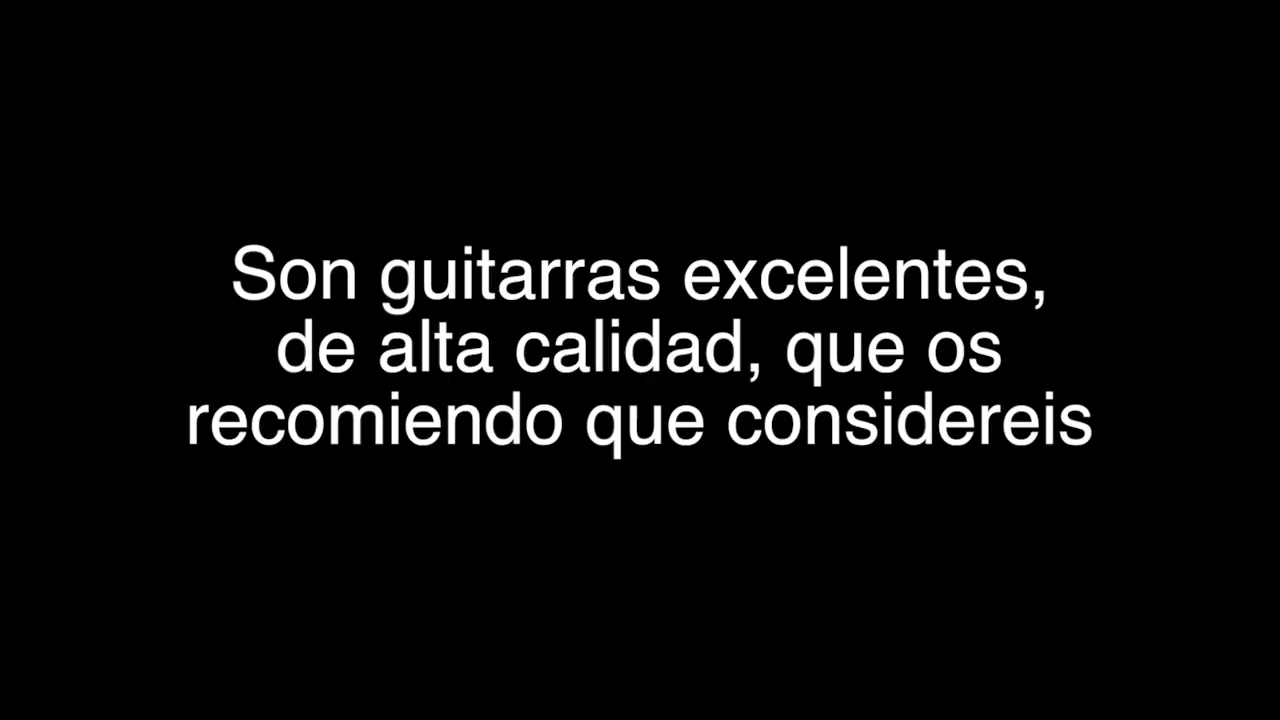 Son guitarras excelentes,
de alta calidad, que os
recomiendo que considereis